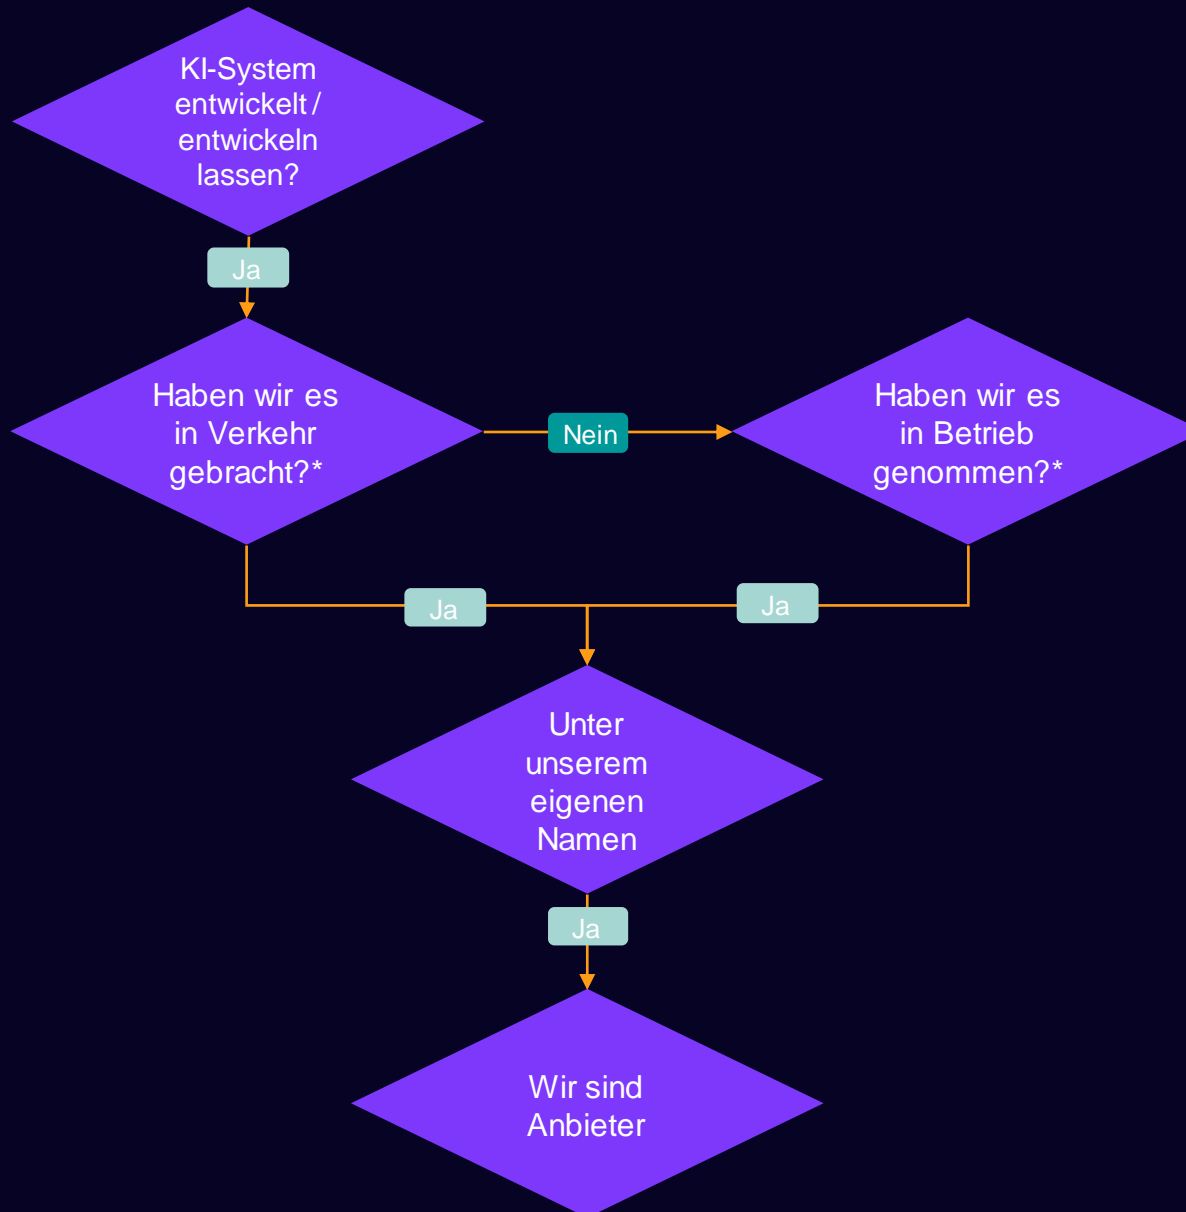 KI-System
entwickelt /
entwickeln
lassen?
Ja
Haben wir es
in Verkehr
gebracht?*
Nein
Haben wir es
in Betrieb
genommen?*
Ja
Ja
Unter
unserem
eigenen
Namen
Ja
Wir sind
Anbieter